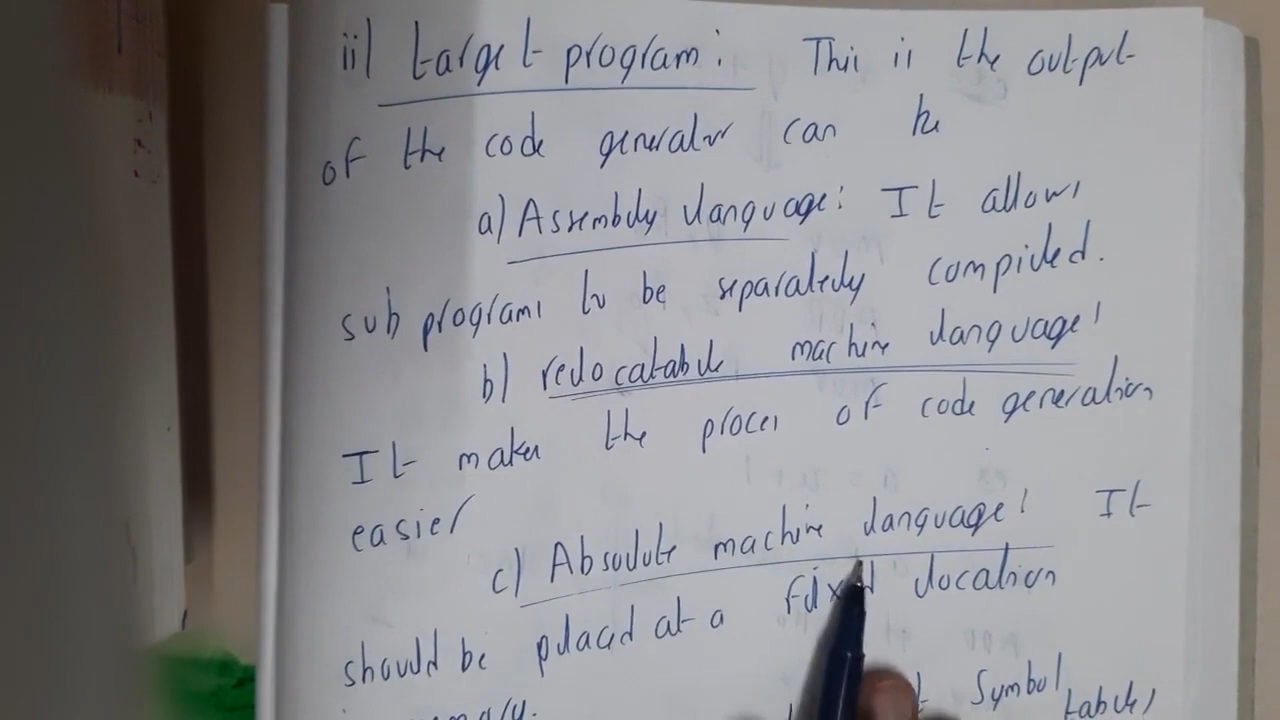 ii) target program: This is the output
of the code generator can be
a) Assembly language: It allows
sub programs to be separately compiled.
b) relocatable machine language:
It makes the process of code generation
easier
c) Absolute machine language: It
should be placed at a fixed location
symbol tables,